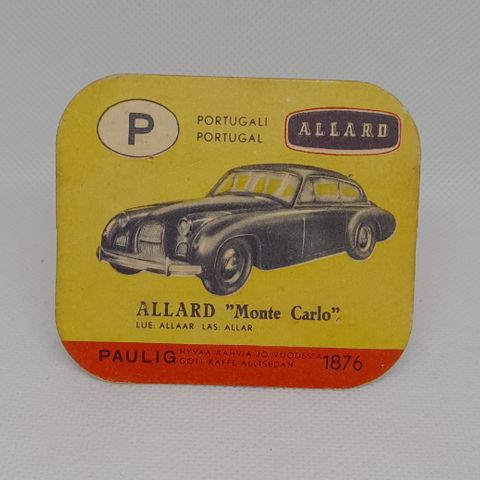 P
PORTUGALI
PORTUGAL
ALLARD
ALLARD "Monte Carlo"
LUE: ALLAAR LÄS: ALLAR
PAULIG
HYVÄÄ KAHVIA JO VUODESTA
GOTT KAFFE ALLTSEDAN
1876